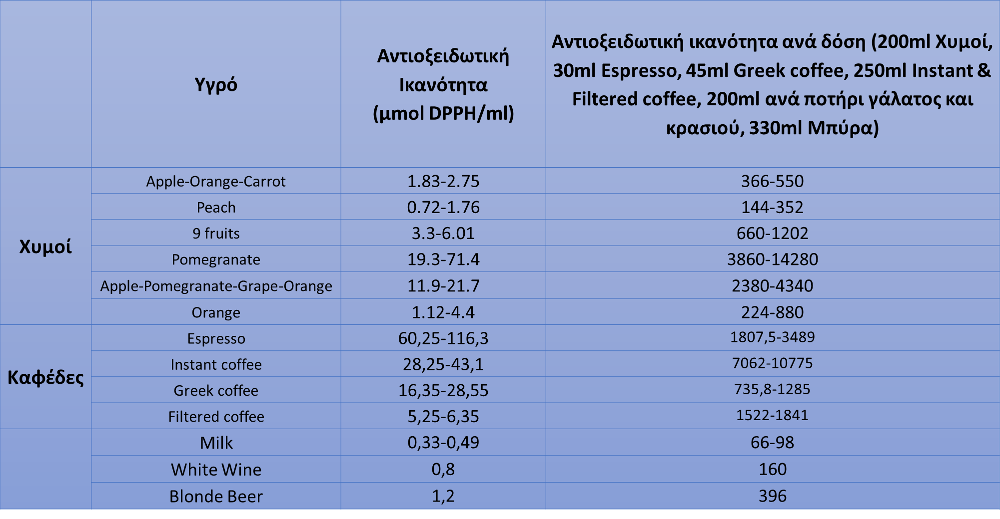 Υγρό
Αντιοξειδωτική
Ικανότητα
(μmol DPPH/ml)
Αντιοξειδωτική ικανότητα ανά δόση (200ml Χυμοί,
30ml Espresso, 45ml Greek coffee, 250ml Instant &
Filtered coffee, 200ml ανά ποτήρι γάλατος και
κρασιού, 330ml Μπύρα)
Χυμοί
Apple-Orange-Carrot 1.83-2.75 366-550
Peach 0.72-1.76 144-352
9 fruits 3.3-6.01 660-1202
Pomegranate 19.3-71.4 3860-14280
Apple-Pomegranate-Grape-Orange 11.9-21.7 2380-4340
Orange 1.12-4.4 224-880
Καφέδες
Espresso 60,25-116,3 1807,5-3489
Instant coffee 28,25-43,1 7062-10775
Greek coffee 16,35-28,55 735,8-1285
Filtered coffee 5,25-6,35 1522-1841
Milk 0,33-0,49 66-98
White Wine 0,8 160
Blonde Beer 1,2 396